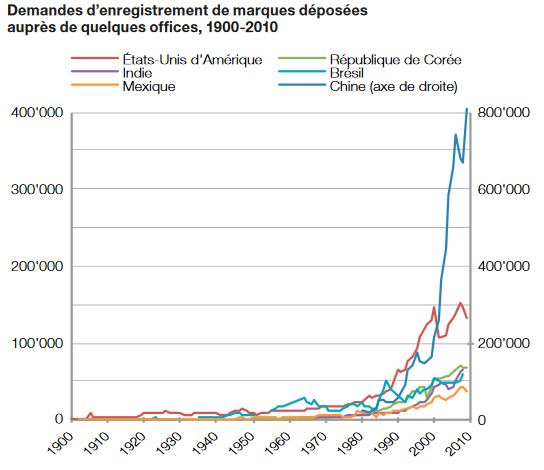 Demandes d'enregistrement de marques déposées
auprès de quelques offices, 1900-2010
États-Unis d'Amérique
République de Corée
Indie
Brésil
Mexique
Chine (axe de droite)
400'000
800'000
300'000
600'000
200'000
400'000
100'000
200'000
0
0
1900 1910 1920 1930 1940 1950 1960 1970 1980 1990 2000 2010